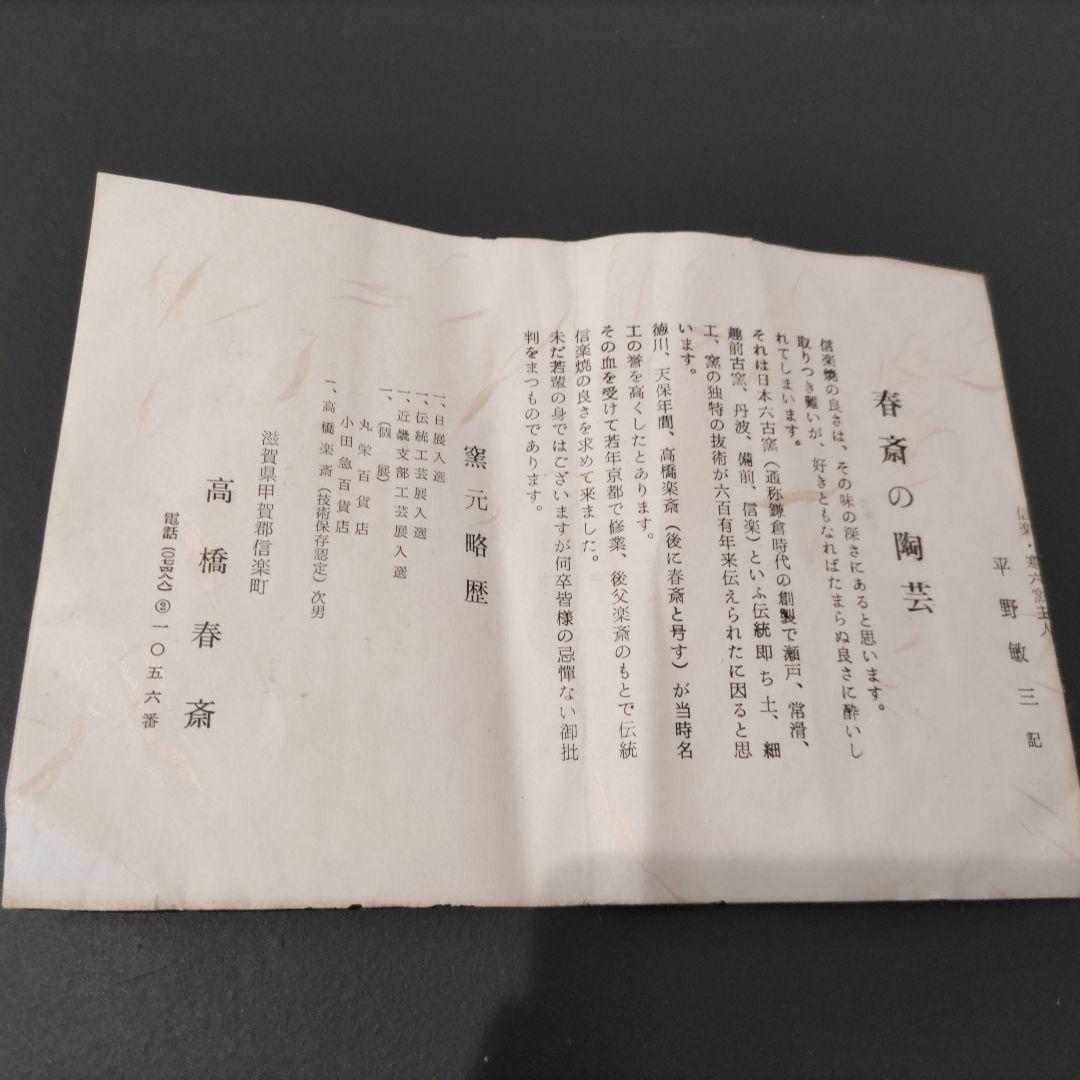 ・寒六窯主人
平野敏三記
春斎の陶芸
信楽焼の良さは、その味の深さにあると思います。
取りつき難いが、好きともなればたまらぬ良さに酔いし
れてしまいます。
それは日本六古窯（通称鎌倉時代の創製で瀬戸、常滑、
越前古窯、丹波、備前、信楽）といふ伝統即ち土、細
工、窯の独特の技術が六百有年来伝えられたに因ると思
います。
徳川、天保年間、高橋楽斎（後に春斎と号す）が当時名
工の誉を高くしたとあります。
その血を受けて若年京都で修業、後父楽斎のもとで伝統
信楽焼の良さを求めて来ました。
未だ若輩の身ではございますが何卒皆様の忌憚ない御批
判をまつものであります。
窯元略歴
一、日展入選
一、伝統工芸展入選
一、近畿支部工芸展入選
一、（個展）
丸栄百貨店
小田急百貨店
一、高橋楽斎（技術保存認定）次男
滋賀県甲賀郡信楽町
高橋春斎
電話（〇七四八八）②一〇五六番